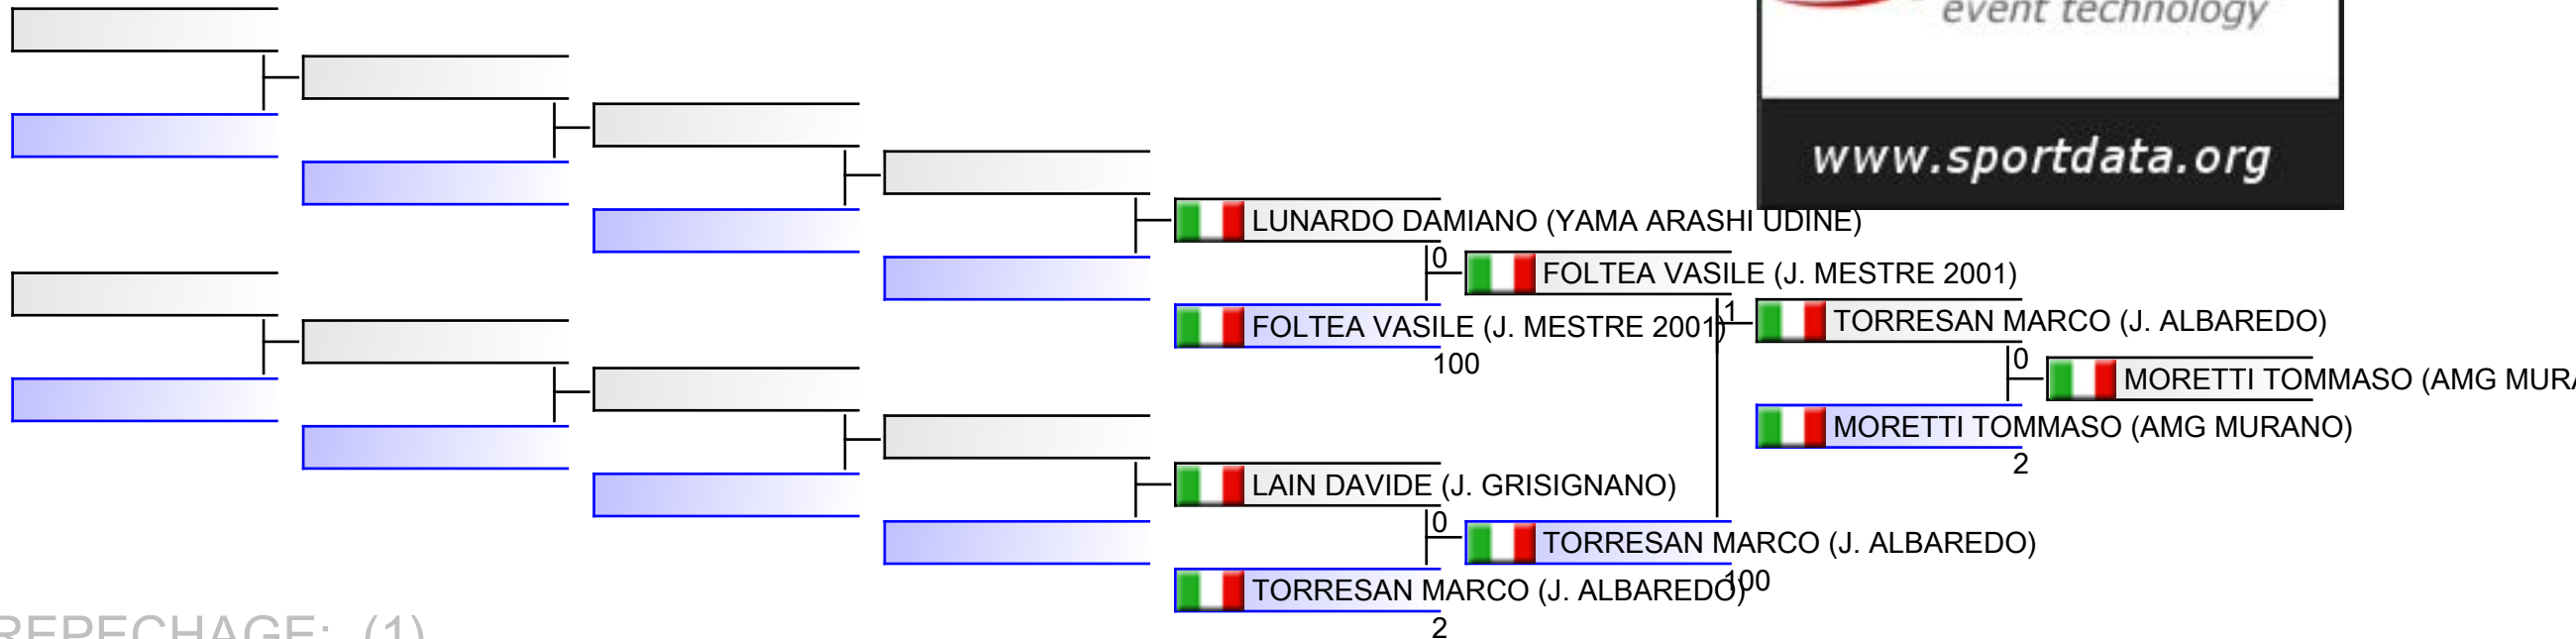 event technology
www.sportdata.org
LUNARDO DAMIANO (YAMA ARASHI UDINE)
0
FOLTEA VASILE (J. MESTRE 2001)
FOLTEA VASILE (J. MESTRE 2001)
100
1
TORRESAN MARCO (J. ALBAREDO)
0
MORETTI TOMMASO (AMG MURA
MORETTI TOMMASO (AMG MURANO)
2
LAIN DAVIDE (J. GRISIGNANO)
0
TORRESAN MARCO (J. ALBAREDO)
100
TORRESAN MARCO (J. ALBAREDO)
2
REPECHAGE: (1)